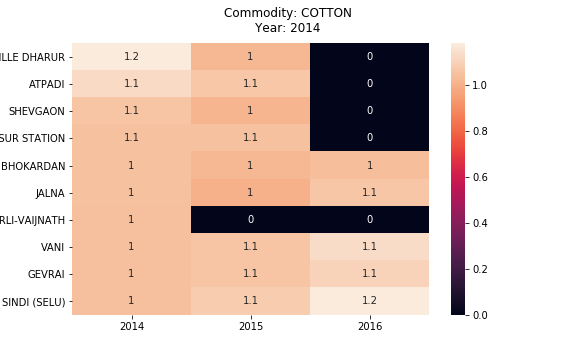 Commodity: COTTON
Year: 2014
ILLE DHARUR 1.2 1 0
ATPADI 1.1 1.1 0
SHEVGAON 1.1 1 0
SUR STATION 1.1 1.1 0
BHOKARDAN 1 1 1
JALNA 1 1 1.1
RLI-VAIJNATH 1 0 0
VANI 1 1.1 1.1
GEVRAI 1 1.1 1.1
SINDI (SELU) 1 1.1 1.2
2014 2015 2016
1.0
0.8
0.6
0.4
0.2
0.0